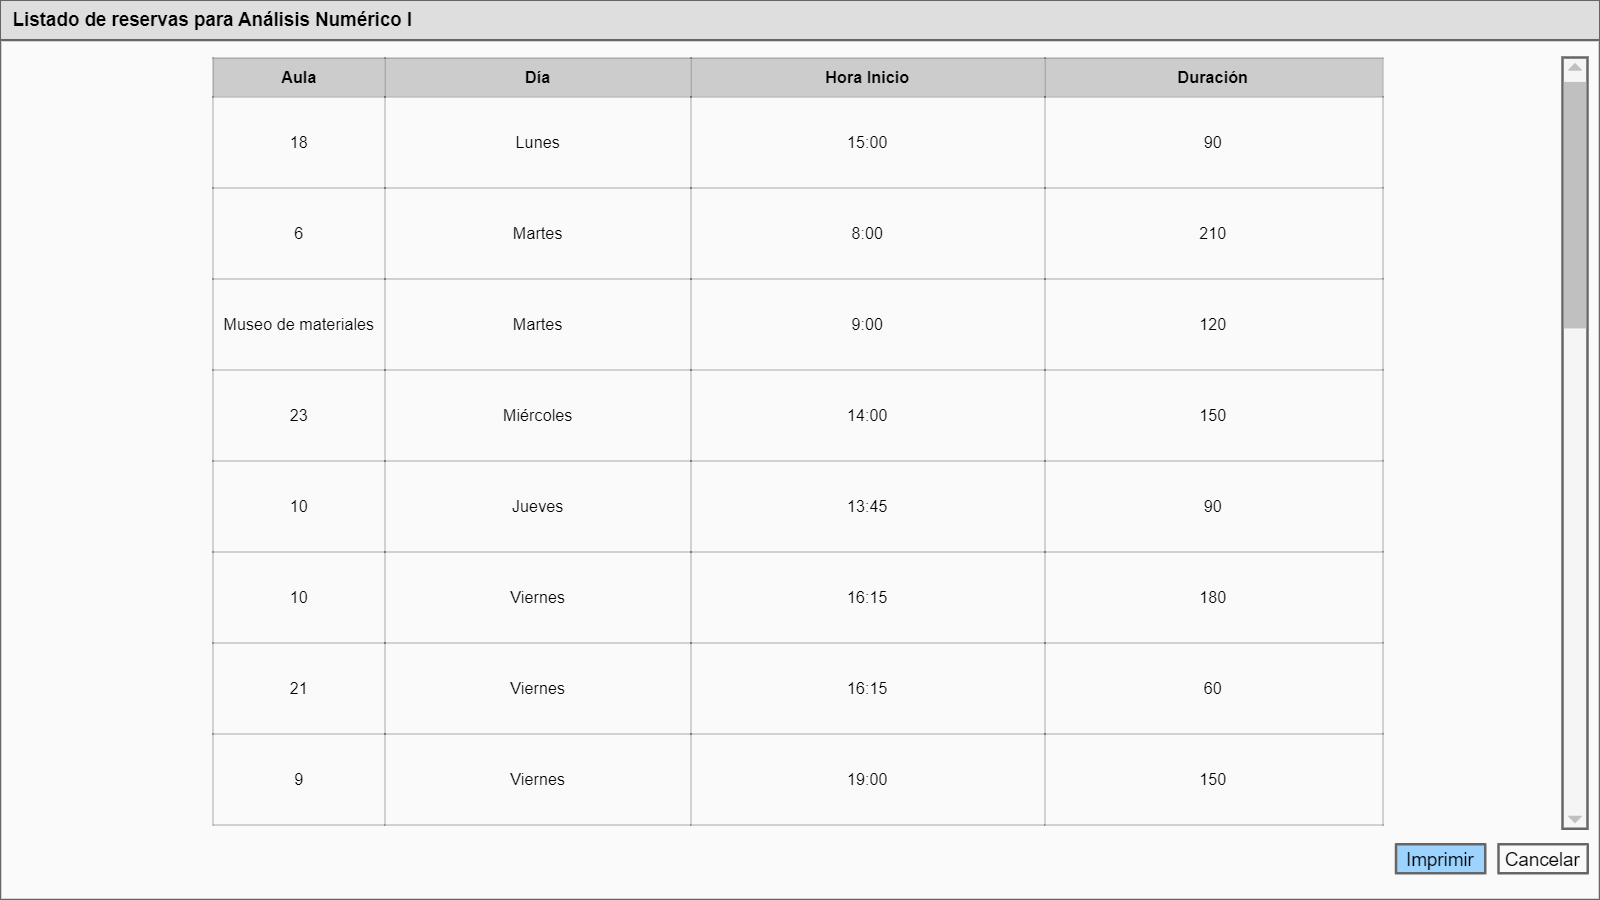 Listado de reservas para Análisis Numérico I
Aula Día Hora Inicio Duración
18 Lunes 15:00 90
6 Martes 8:00 210
Museo de materiales Martes 9:00 120
23 Miércoles 14:00 150
10 Jueves 13:45 90
10 Viernes 16:15 180
21 Viernes 16:15 60
9 Viernes 19:00 150
Imprimir Cancelar